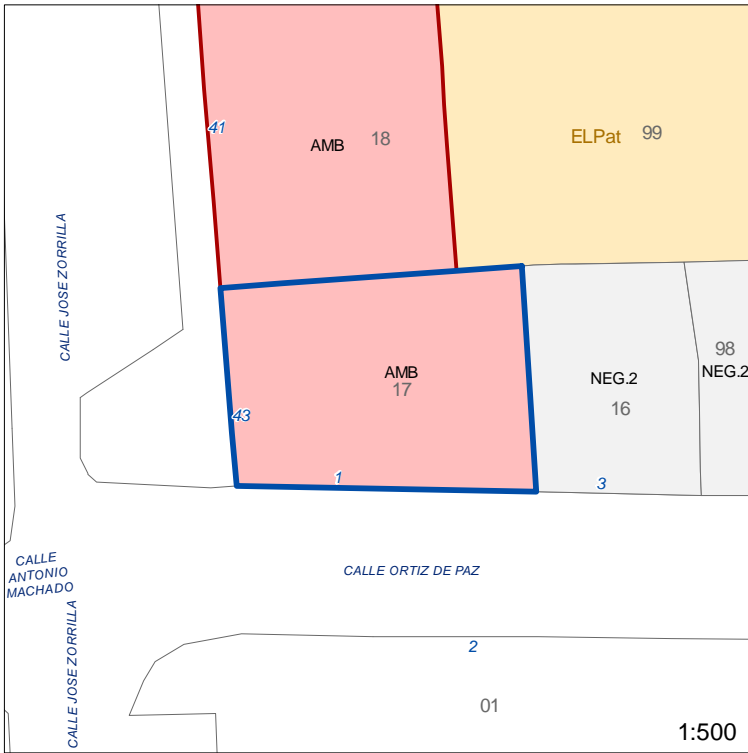 41
AMB
18
ELPat
99
CALLE JOSE ZORRILLA
AMB
17
NEG.2
16
98
NEG.2
43
1
3
CALLE
ANTONIO
MACHADO
CALLE ORTIZ DE PAZ
CALLE JOSE ZORRILLA
2
01
1:500